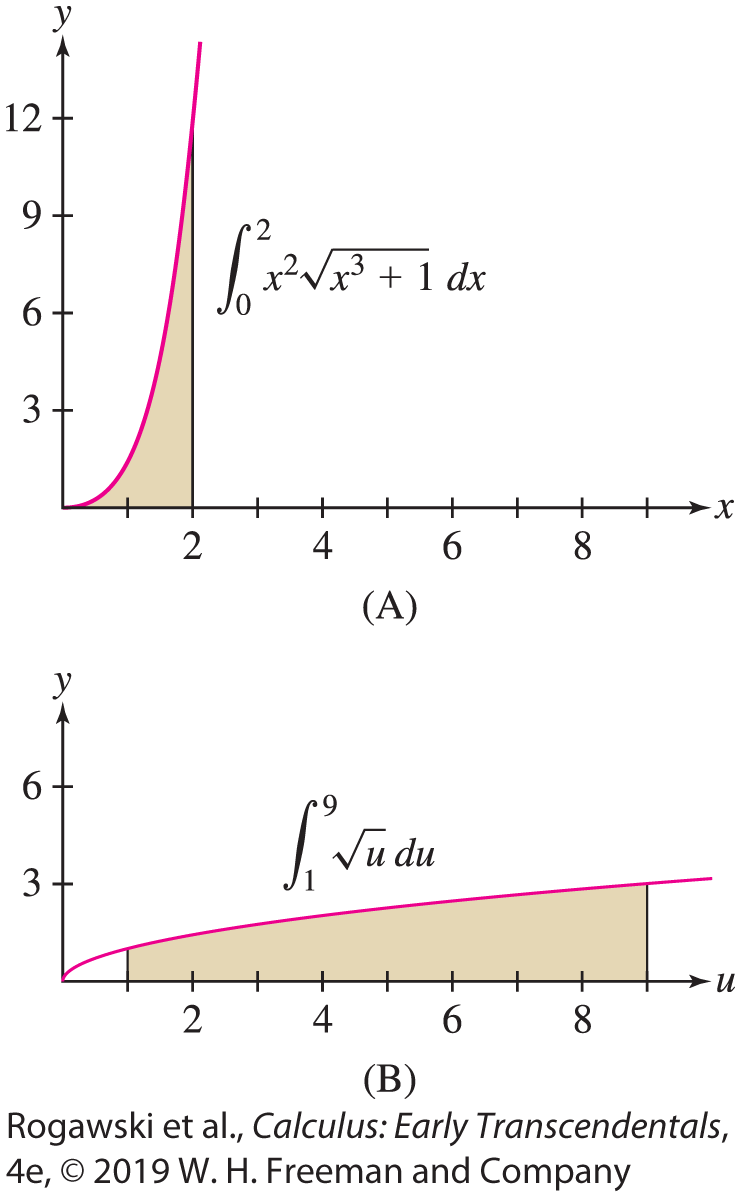 y
12
9
6
3
∫₀² x²√(x³ + 1) dx
x
2 4 6 8
(A)
y
6
3
∫₁⁹ √u du
u
2 4 6 8
(B)
Rogawski et al., Calculus: Early Transcendentals,
4e, © 2019 W. H. Freeman and Company